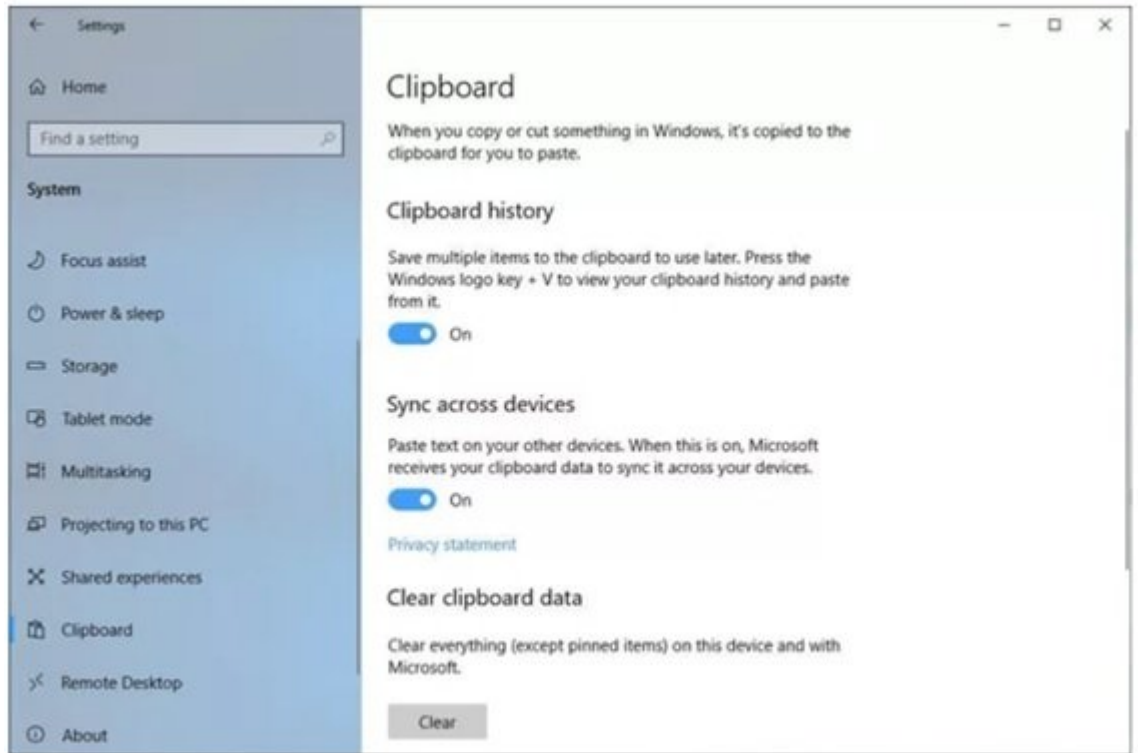 Settings
Home
Find a setting
System
Focus assist
Power & sleep
Storage
Tablet mode
Multitasking
Projecting to this PC
Shared experiences
Clipboard
Remote Desktop
About
Clipboard
When you copy or cut something in Windows, it's copied to the
clipboard for you to paste.
Clipboard history
Save multiple items to the clipboard to use later. Press the
Windows logo key + V to view your clipboard history and paste
from it.
On
Sync across devices
Paste text on your other devices. When this is on, Microsoft
receives your clipboard data to sync it across your devices.
On
Privacy statement
Clear clipboard data
Clear everything (except pinned items) on this device and with
Microsoft.
Clear